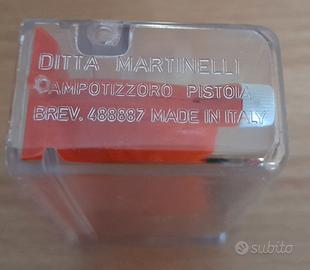 DITTA MARTINELLI
CAMPOTIZZORO PISTOIA
BREV. 488887 MADE IN ITALY
subito